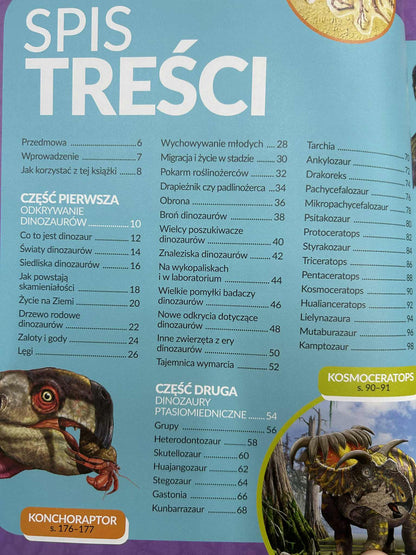 SPIS
TREŚCI
Przedmowa 6
Wprowadzenie 7
Jak korzystać z tej książki 8
CZĘŚĆ PIERWSZA
ODKRYWANIE
DINOZAURÓW 10
Co to jest dinozaur 12
Światy dinozaurów 14
Siedliska dinozaurów 16
Jak powstają
skamieniałości 18
Życie na Ziemi 20
Drzewo rodowe
dinozaurów 22
Zaloty i gody 24
Lęgi 26
Wychowywanie młodych 28
Migracja i życie w stadzie 30
Pokarm roślinożerców 32
Drapieżnik czy padlinożerca 34
Obrona 36
Broń dinozaurów 38
Wielcy poszukiwacze
dinozaurów 40
Znaleziska dinozaurów 42
Na wykopaliskach
i w laboratorium 44
Wielkie pomyłki badaczy
dinozaurów 46
Nowe odkrycia dotyczące
dinozaurów 48
Inne zwierzęta z ery
dinozaurów 50
Tajemnica wymarcia 52
CZĘŚĆ DRUGA
DINOZAURY
PTASIOMIEDNICZNE 54
Grupy 56
Heterodontozaur 58
Skutellozaur 60
Huajangozaur 62
Stegozaur 64
Gastonia 66
Kunbarrazaur 68
Tarchia
Ankylozaur
Drakoreks
Pachycefalozaur 76
Mikropachycefalozaur 78
Psitakozaur 80
Protoceratops 82
Styrakozaur 84
Triceratops 86
Pentaceratops 88
Kosmoceratops 90
Hualianceratops 92
Lielynazaura 94
Mutaburazaur 96
Kamptozaur 98
KOSMOCERATOPS
s. 90–91
KONCHORAPTOR
s. 176–177